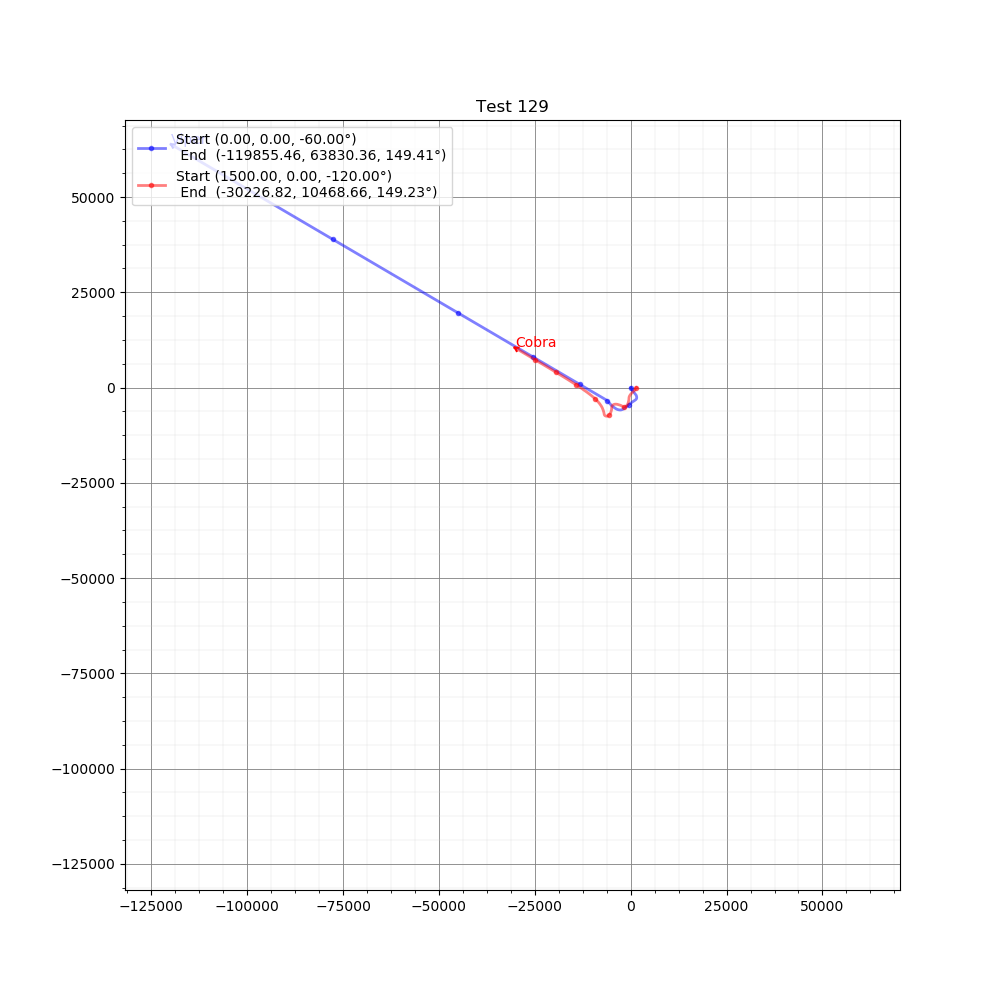 Test 129
Start (0.00, 0.00, -60.00°)
End (-119855.46, 63830.36, 149.41°)
Start (1500.00, 0.00, -120.00°)
End (-30226.82, 10468.66, 149.23°)
50000
25000
Cobra
0
−25000
−50000
−75000
−100000
−125000
−125000 −100000 −75000 −50000 −25000 0 25000 50000